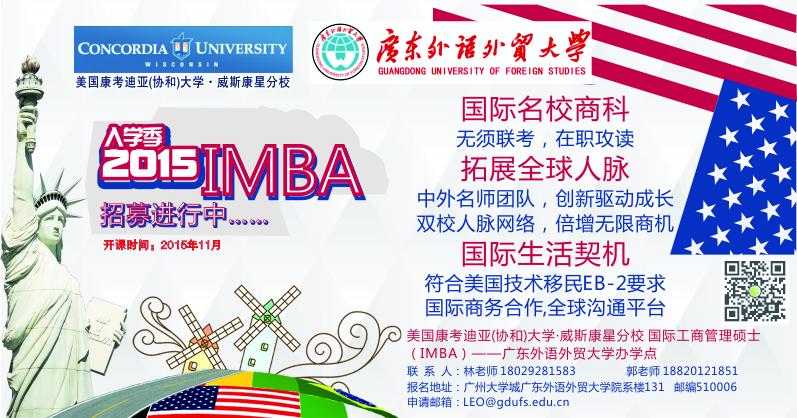 CONCORDIA UNIVERSITY
WISCONSIN
美国康考迪亚(协和)大学·威斯康星分校
广东外语外贸大学
GUANGDONG UNIVERSITY OF FOREIGN STUDIES
入学季
2015 IMBA
招募进行中……
开课时间：2015年11月
国际名校商科
无须联考，在职攻读
拓展全球人脉
中外名师团队，创新驱动成长
双校人脉网络，倍增无限商机
国际生活契机
符合美国技术移民EB-2要求
国际商务合作,全球沟通平台
美国康考迪亚(协和)大学·威斯康星分校 国际工商管理硕士
（IMBA）——广东外语外贸大学办学点
联 系 人：林老师 18029281583 郭老师 18820121851
报名地址：广州大学城广东外语外贸大学院系楼131 邮编510006
申请邮箱：LEO@gdufs.edu.cn